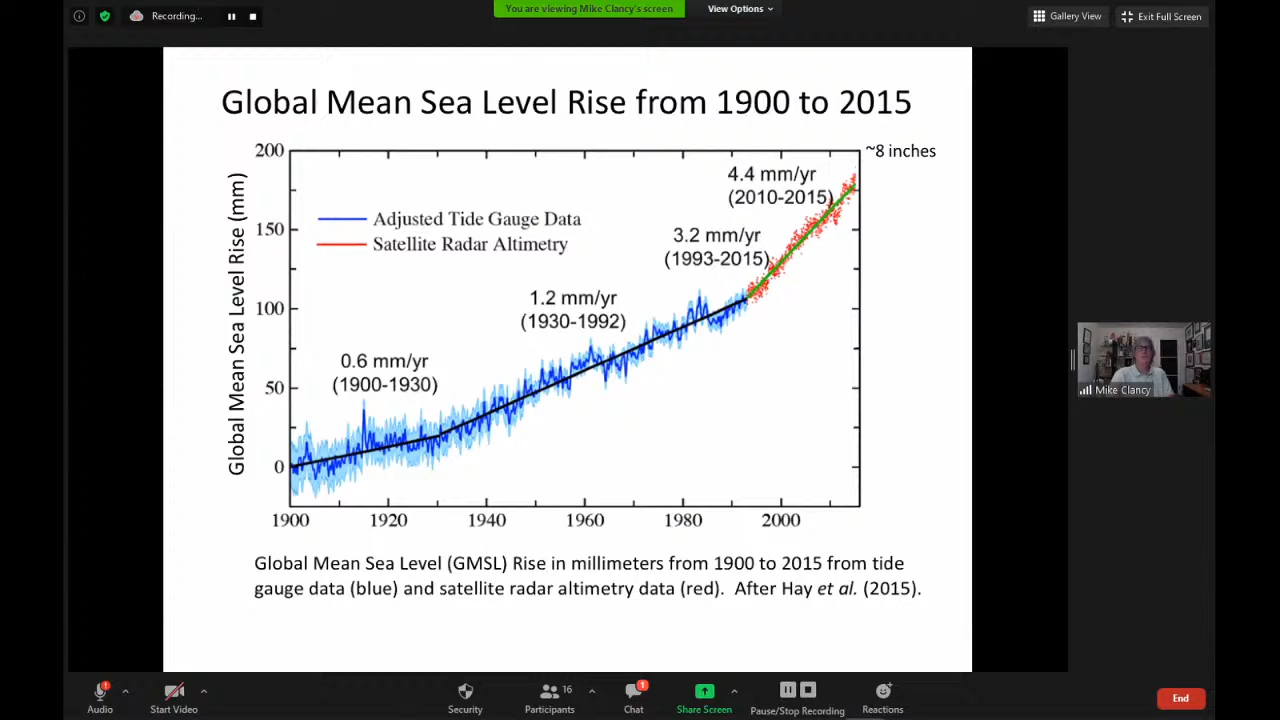 Recording...
You are viewing Mike Clancy's screen
View Options
Gallery View
Exit Full Screen
Global Mean Sea Level Rise from 1900 to 2015
200
~8 inches
150
100
50
0
Global Mean Sea Level Rise (mm)
Adjusted Tide Gauge Data
Satellite Radar Altimetry
4.4 mm/yr
(2010-2015)
3.2 mm/yr
(1993-2015)
1.2 mm/yr
(1930-1992)
0.6 mm/yr
(1900-1930)
1900
1920
1940
1960
1980
2000
Global Mean Sea Level (GMSL) Rise in millimeters from 1900 to 2015 from tide
gauge data (blue) and satellite radar altimetry data (red). After Hay et al. (2015).
Mike Clancy
Audio
Start Video
Security
16
Participants
1
Chat
Share Screen
Pause/Stop Recording
Reactions
End